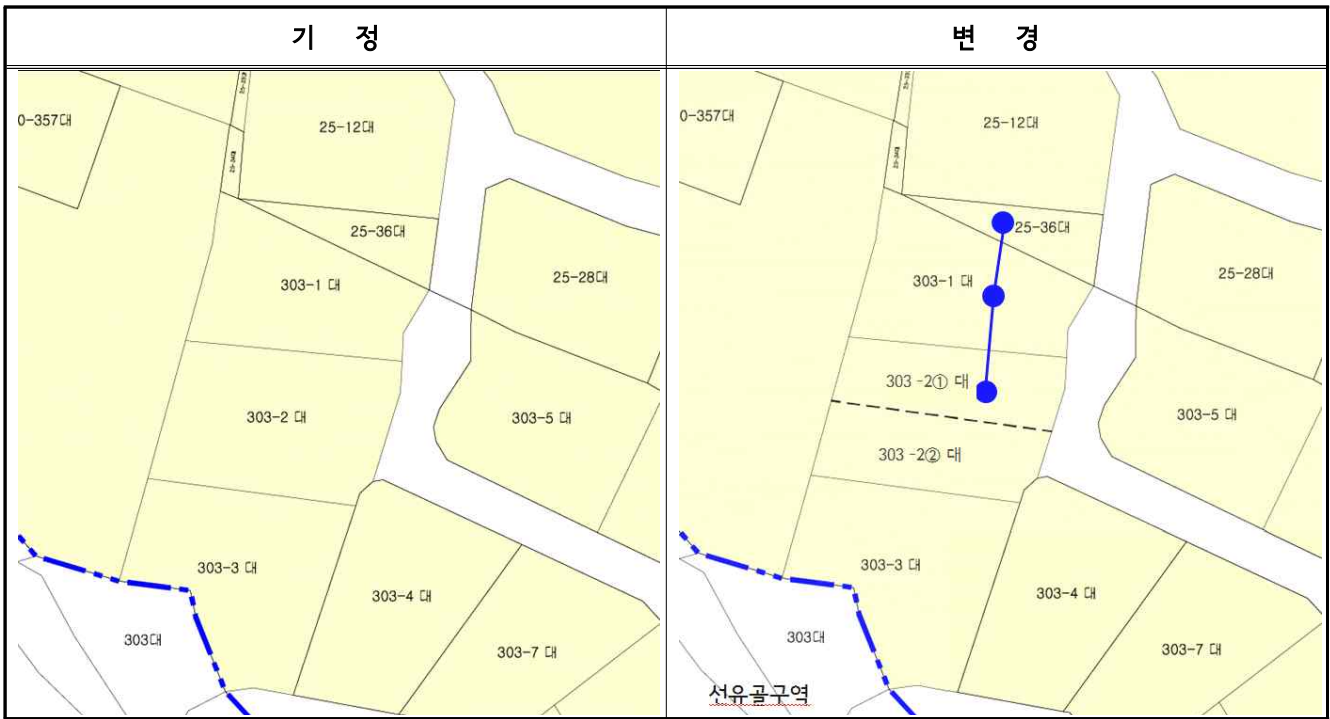 기 정
변 경
0-357대
25-12대
25-36대
303-1 대
25-28대
303-2 대
303-5 대
303-3 대
303-4 대
303대
303-7 대
0-357대
25-12대
25-36대
303-1 대
25-28대
303 -2① 대
303-5 대
303 -2② 대
303-3 대
303-4 대
303대
303-7 대
선유골구역